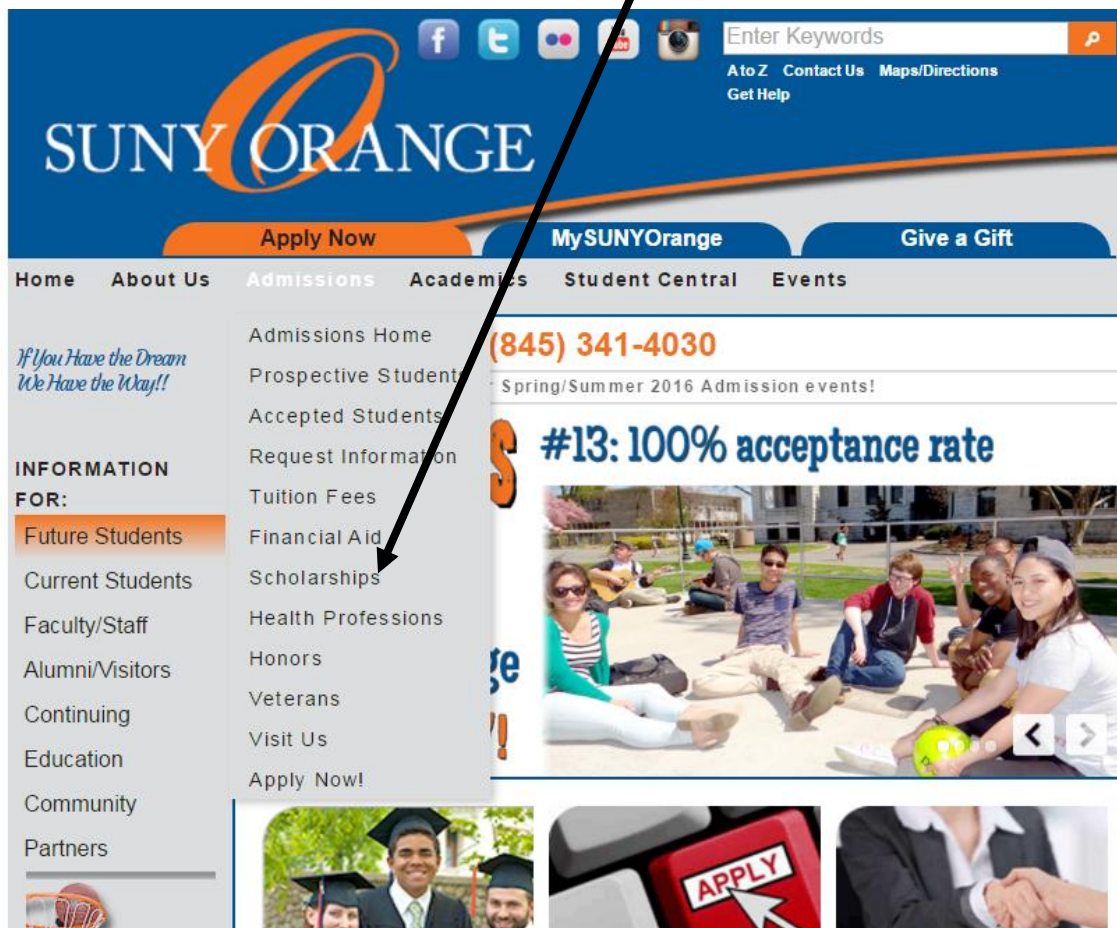 Enter Keywords
A to Z Contact Us Maps/Directions
Get Help
SUNY ORANGE
Apply Now MySUNYOrange Give a Gift
Home About Us Admissions Academics Student Central Events
If You Have the Dream
We Have the Way!!
INFORMATION
FOR:
Future Students
Current Students
Faculty/Staff
Alumni/Visitors
Continuing
Education
Community
Partners
Admissions Home
Prospective Students
Accepted Students
Request Information
Tuition Fees
Financial Aid
Scholarships
Health Professions
Honors
Veterans
Visit Us
Apply Now!
(845) 341-4030
Spring/Summer 2016 Admission events!
#13: 100% acceptance rate
APPLY